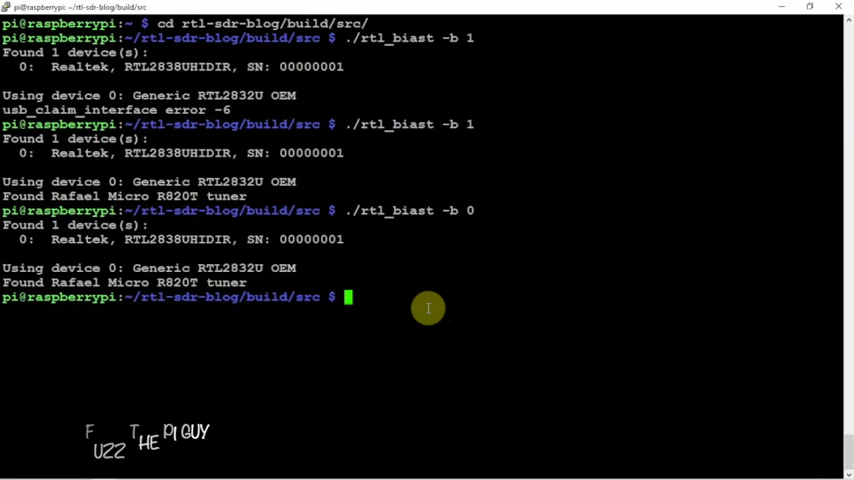 pi@raspberrypi: ~/rtl-sdr-blog/build/src
pi@raspberrypi:~ $ cd rtl-sdr-blog/build/src/
pi@raspberrypi:~/rtl-sdr-blog/build/src $ ./rtl_biast -b 1
Found 1 device(s):
  0:  Realtek, RTL2838UHIDIR, SN: 00000001

Using device 0: Generic RTL2832U OEM
usb_claim_interface error -6
pi@raspberrypi:~/rtl-sdr-blog/build/src $ ./rtl_biast -b 1
Found 1 device(s):
  0:  Realtek, RTL2838UHIDIR, SN: 00000001

Using device 0: Generic RTL2832U OEM
Found Rafael Micro R820T tuner
pi@raspberrypi:~/rtl-sdr-blog/build/src $ ./rtl_biast -b 0
Found 1 device(s):
  0:  Realtek, RTL2838UHIDIR, SN: 00000001

Using device 0: Generic RTL2832U OEM
Found Rafael Micro R820T tuner
pi@raspberrypi:~/rtl-sdr-blog/build/src $
FUZZ THE PI GUY